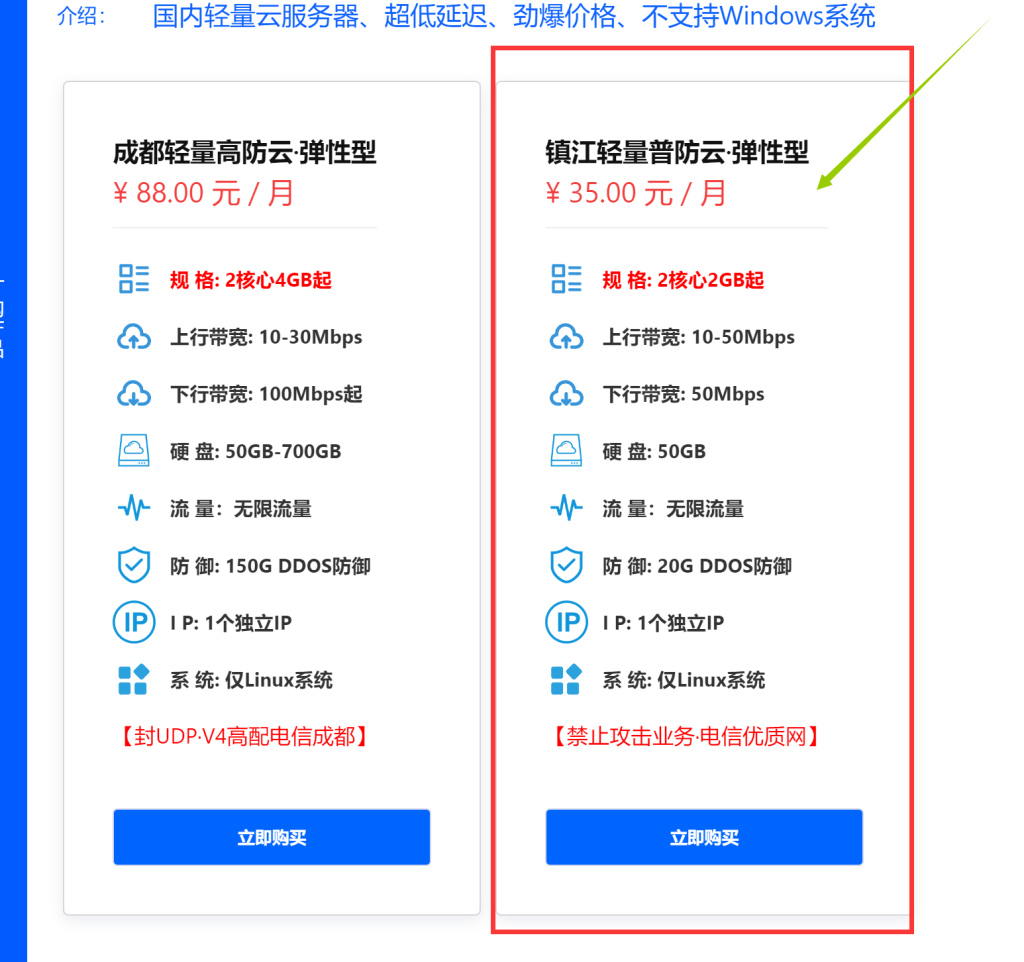 介绍： 国内轻量云服务器、超低延迟、劲爆价格、不支持Windows系统
成都轻量高防云·弹性型
¥ 88.00 元 / 月
规 格: 2核心4GB起
上行带宽: 10-30Mbps
下行带宽: 100Mbps起
硬 盘: 50GB-700GB
流 量： 无限流量
防 御: 150G DDOS防御
IP
I P: 1个独立IP
系 统: 仅Linux系统
【封UDP·V4高配电信成都】
立即购买
镇江轻量普防云·弹性型
¥ 35.00 元 / 月
规 格: 2核心2GB起
上行带宽: 10-50Mbps
下行带宽: 50Mbps
硬 盘: 50GB
流 量： 无限流量
防 御: 20G DDOS防御
IP
I P: 1个独立IP
系 统: 仅Linux系统
【禁止攻击业务·电信优质网】
立即购买